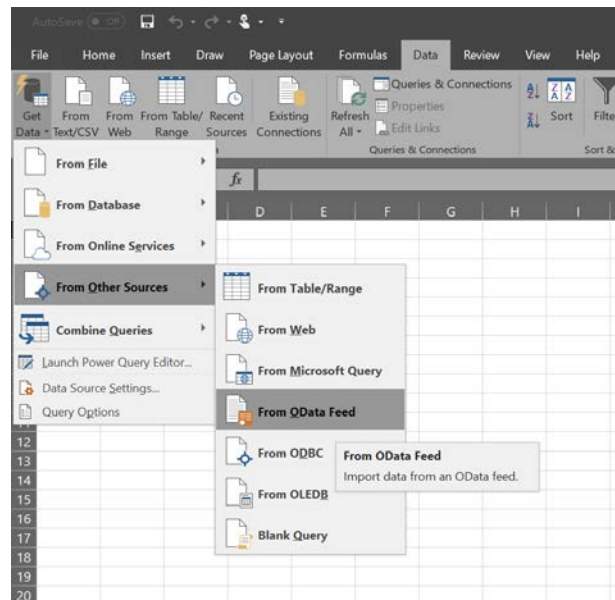 AutoSave Off
File Home Insert Draw Page Layout Formulas Data Review View Help
Get Data From Text/CSV From Web From Table/ Range Recent Sources Existing Connections Refresh All Queries & Connections Properties Edit Links Sort Filte
Queries & Connections Sort &
From File
From Database
From Online Services
From Other Sources
Combine Queries
Launch Power Query Editor...
Data Source Settings...
Query Options
fx
D E F G H I
From Table/Range
From Web
From Microsoft Query
From OData Feed
From ODBC
From OLEDB
Blank Query
From OData Feed
Import data from an OData feed.
12
13
14
15
16
17
18
19
20